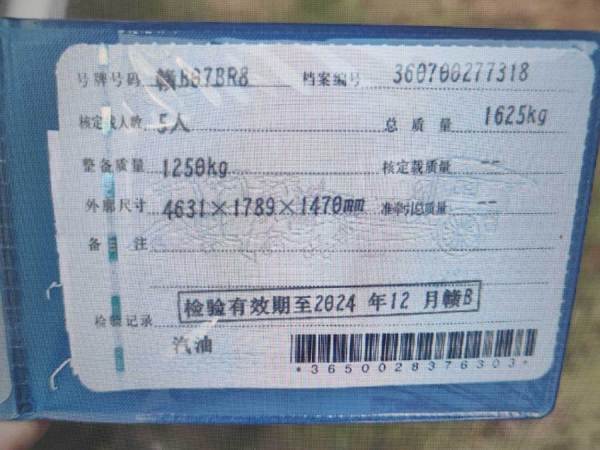 号牌号码 赣B07BR8 档案编号 360700277318
核定载人数 5人 总质量 1625kg
整备质量 1250kg 核定载质量 --
外廓尺寸 4631×1789×1470mm 准牵引总质量 --
备注
检验记录 检验有效期至2024年12月赣B
汽油
*3650028376303*